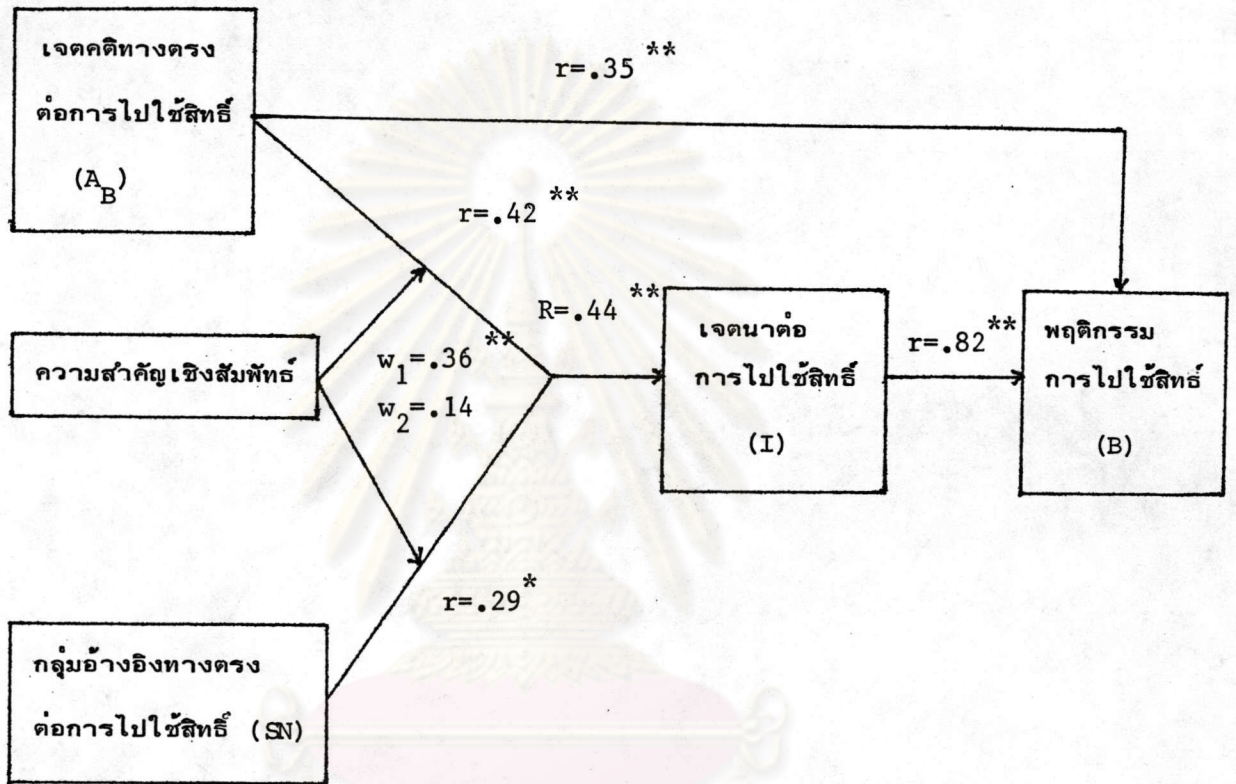 เจตคติทางตรง
ต่อการไปใช้สิทธิ์
(A_B)
r=.35**
r=.42**
ความสำคัญเชิงสัมพัทธ์
w_1=.36**
w_2=.14
R=.44**
เจตนาต่อ
การไปใช้สิทธิ์
(I)
r=.82**
พฤติกรรม
การไปใช้สิทธิ์
(B)
r=.29*
กลุ่มอ้างอิงทางตรง
ต่อการไปใช้สิทธิ์ (SN)